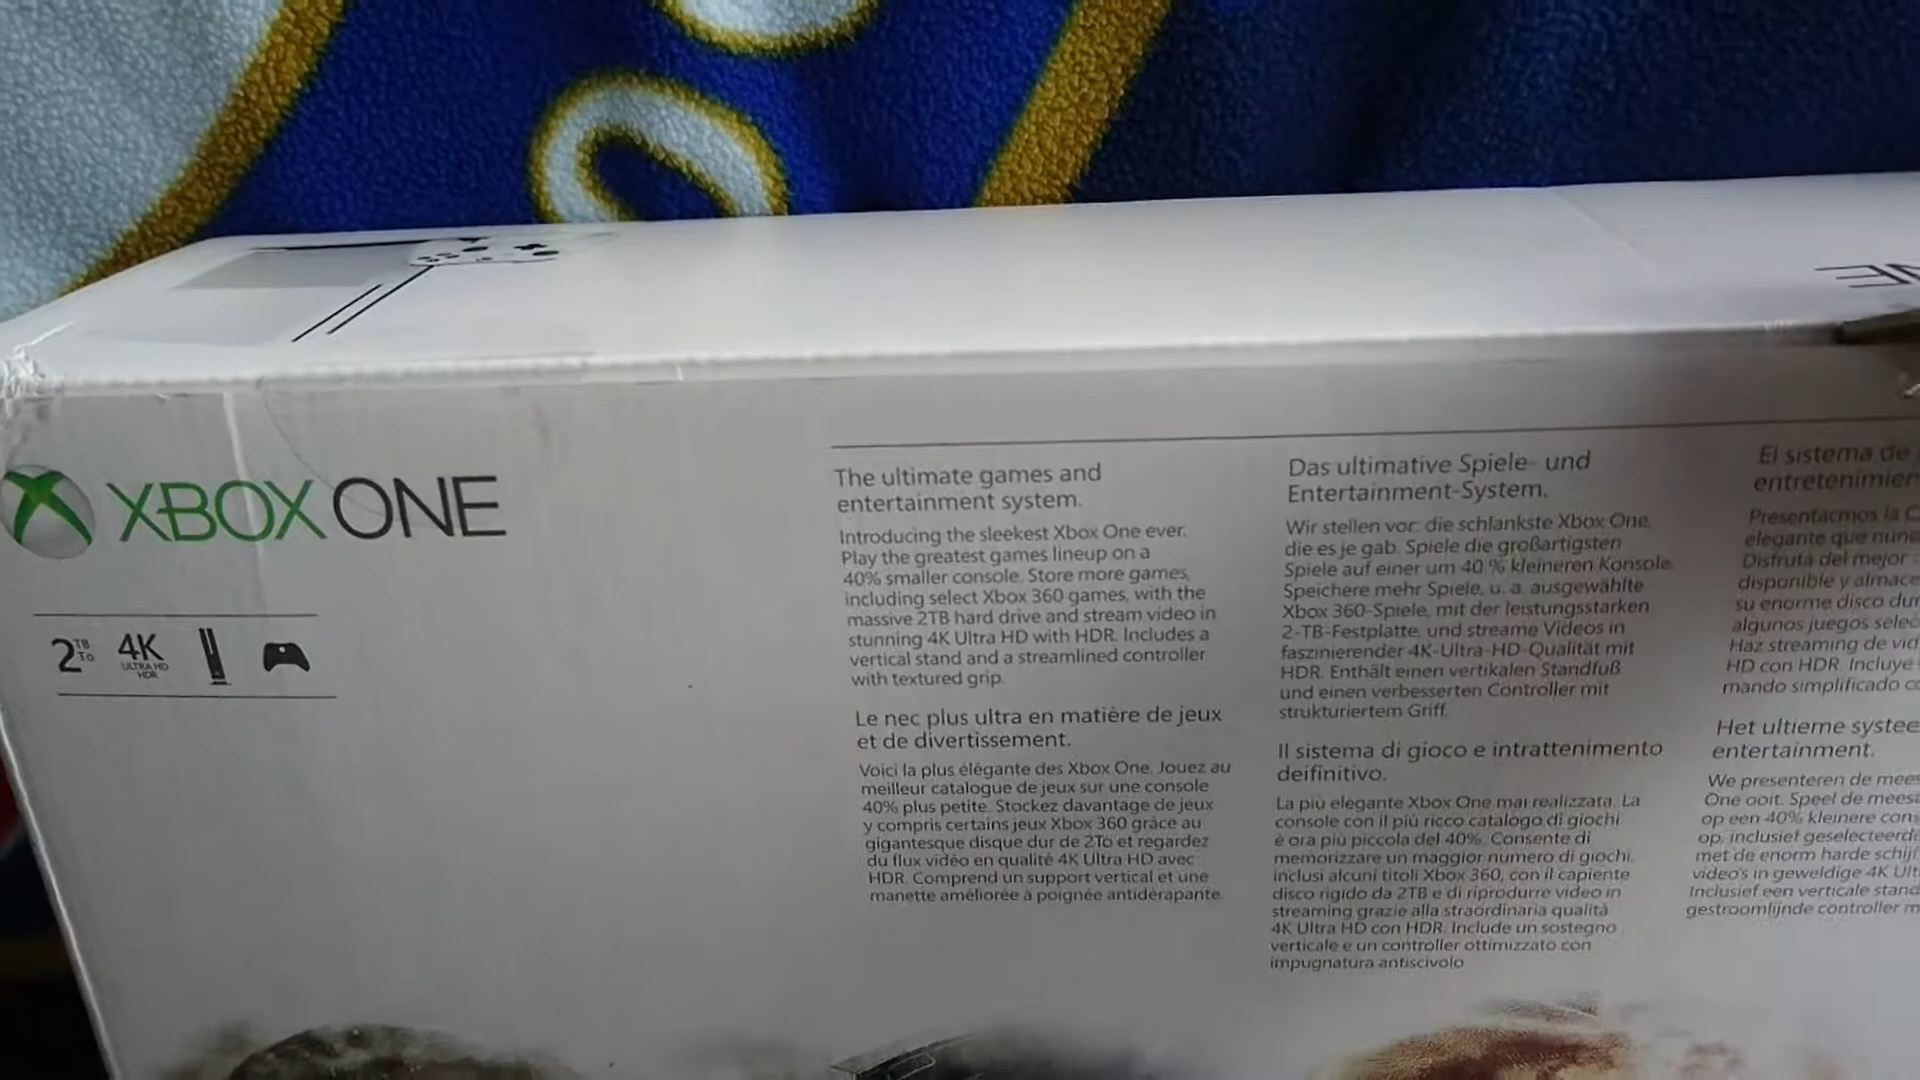 XBOX ONE
2 TB To
4K ULTRA HD HDR
The ultimate games and
entertainment system.
Introducing the sleekest Xbox One ever.
Play the greatest games lineup on a
40% smaller console. Store more games,
including select Xbox 360 games, with the
massive 2TB hard drive and stream video in
stunning 4K Ultra HD with HDR. Includes a
vertical stand and a streamlined controller
with textured grip.
Le nec plus ultra en matière de jeux
et de divertissement.
Voici la plus élégante des Xbox One. Jouez au
meilleur catalogue de jeux sur une console
40% plus petite. Stockez davantage de jeux
y compris certains jeux Xbox 360 grâce au
gigantesque disque dur de 2To et regardez
du flux vidéo en qualité 4K Ultra HD avec
HDR. Comprend un support vertical et une
manette améliorée à poignée antidérapante.
Das ultimative Spiele- und
Entertainment-System.
Wir stellen vor: die schlankste Xbox One,
die es je gab. Spiele die großartigsten
Spiele auf einer um 40 % kleineren Konsole.
Speichere mehr Spiele, u. a. ausgewählte
Xbox 360-Spiele, mit der leistungsstarken
2-TB-Festplatte, und streame Videos in
faszinierender 4K-Ultra-HD-Qualität mit
HDR. Enthält einen vertikalen Standfuß
und einen verbesserten Controller mit
strukturiertem Griff.
Il sistema di gioco e intrattenimento
deifinitivo.
La più elegante Xbox One mai realizzata. La
console con il più ricco catalogo di giochi
è ora più piccola del 40%. Consente di
memorizzare un maggior numero di giochi,
inclusi alcuni titoli Xbox 360, con il capiente
disco rigido da 2TB e di riprodurre video in
streaming grazie alla straordinaria qualità
4K Ultra HD con HDR. Include un sostegno
verticale e un controller ottimizzato con
impugnatura antiscivolo.
El sistema de
Presentacmos la
elegante que
Disfruta del mejor
disponible y
su enorme disco
algunos juegos
Haz streaming de
HD con HDR. Incluye
mando simplificado
Het ultieme
entertainment.
We presenteren de
One ooit. Speel de
op een 40% kleinere
op, inclusief
met de enorm harde
video's in geweldige 4K
Inclusief een verticale
gestroomlijnde controller